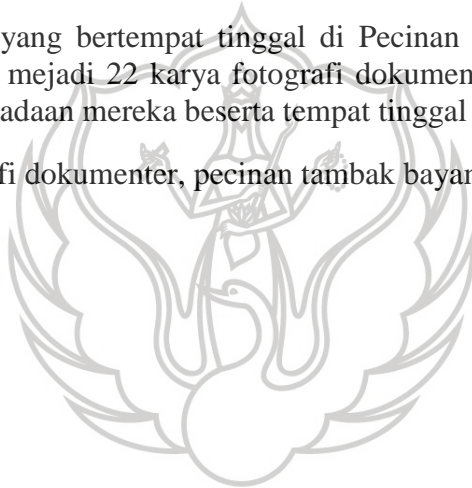 yang bertempat tinggal di Pecinan
mejadi 22 karya fotografi dokumen
adaan mereka beserta tempat tinggal
fi dokumenter, pecinan tambak bayan